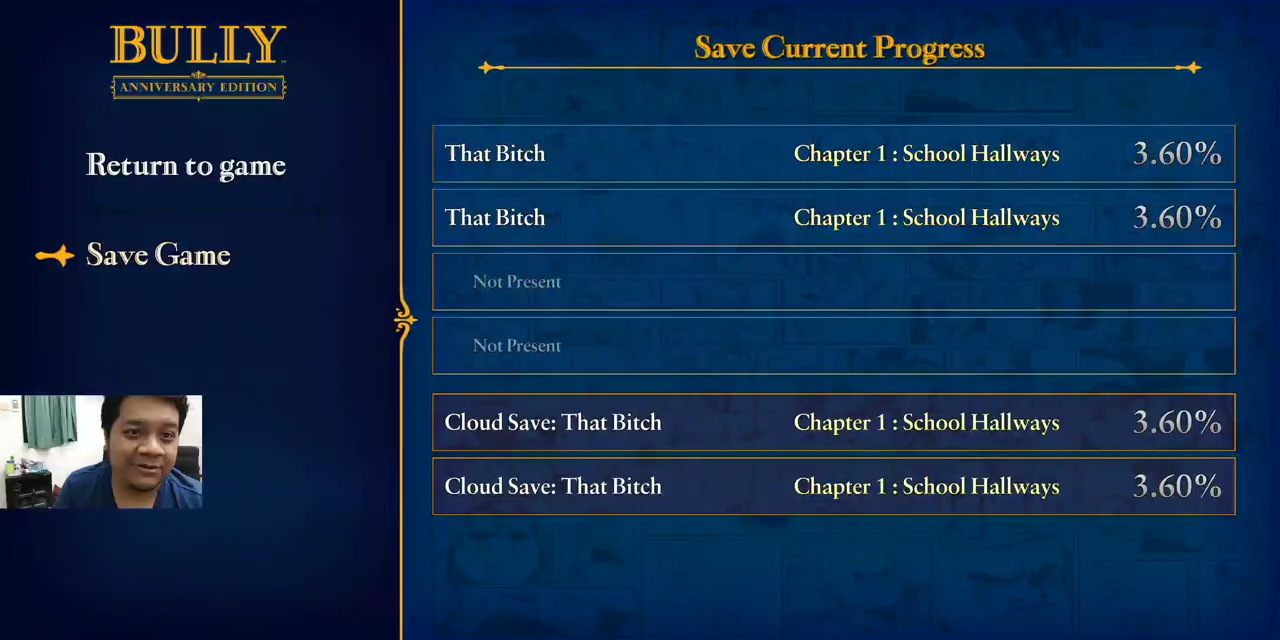 BULLY
ANNIVERSARY EDITION
Return to game
Save Game
Save Current Progress
That Bitch Chapter 1 : School Hallways 3.60%
That Bitch Chapter 1 : School Hallways 3.60%
Not Present
Not Present
Cloud Save: That Bitch Chapter 1 : School Hallways 3.60%
Cloud Save: That Bitch Chapter 1 : School Hallways 3.60%